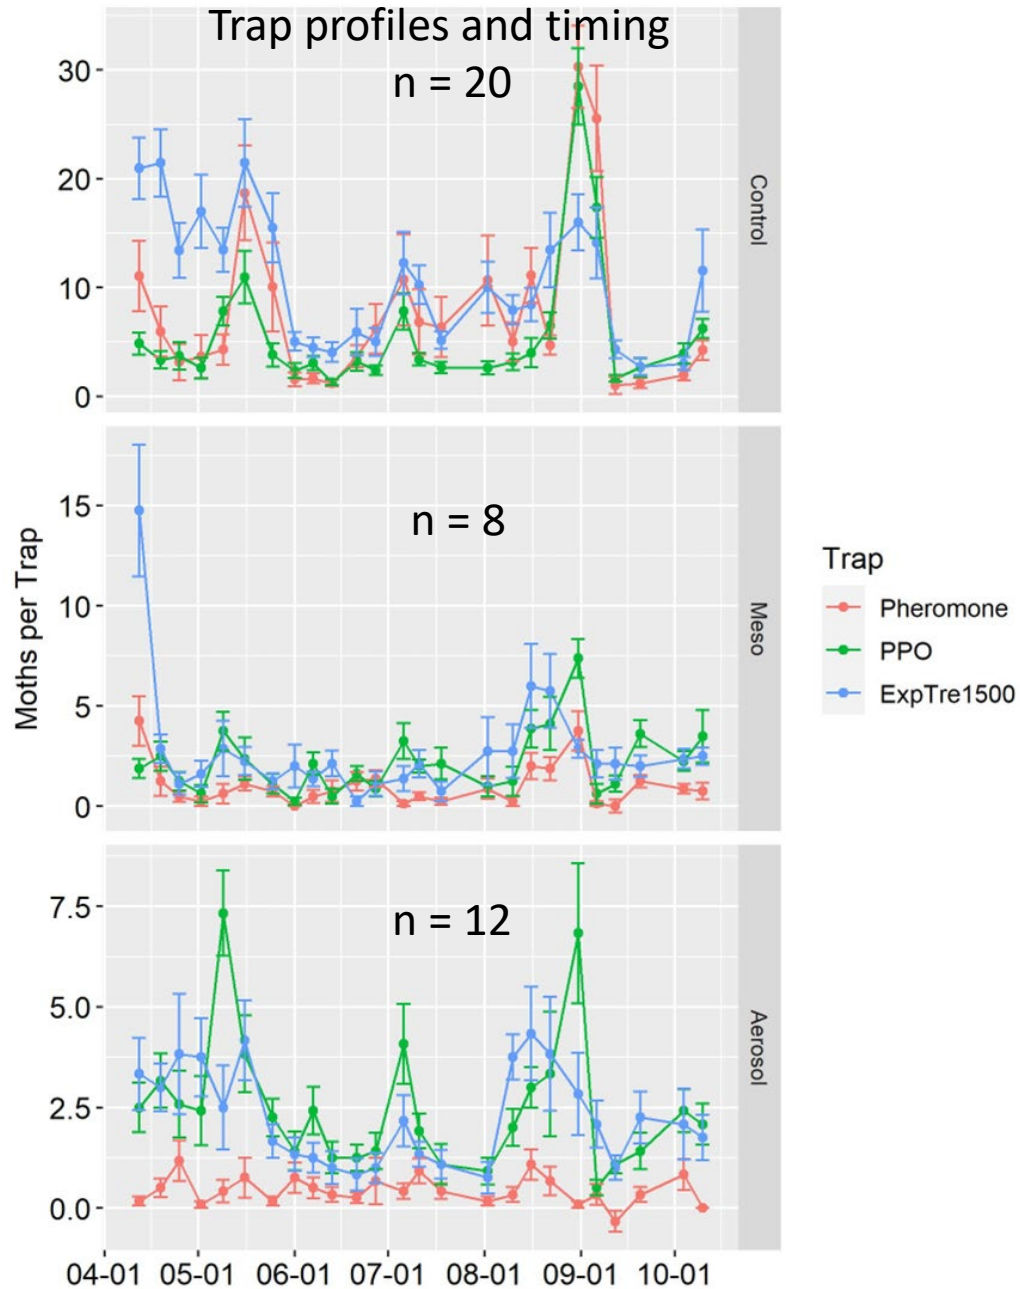 Trap profiles and timing
n = 20
30
20
10
0
Control
n = 8
15
10
5
0
Meso
Moths per Trap
n = 12
7.5
5.0
2.5
0.0
Aerosol
04-01 05-01 06-01 07-01 08-01 09-01 10-01
Trap
Pheromone
PPO
ExpTre1500